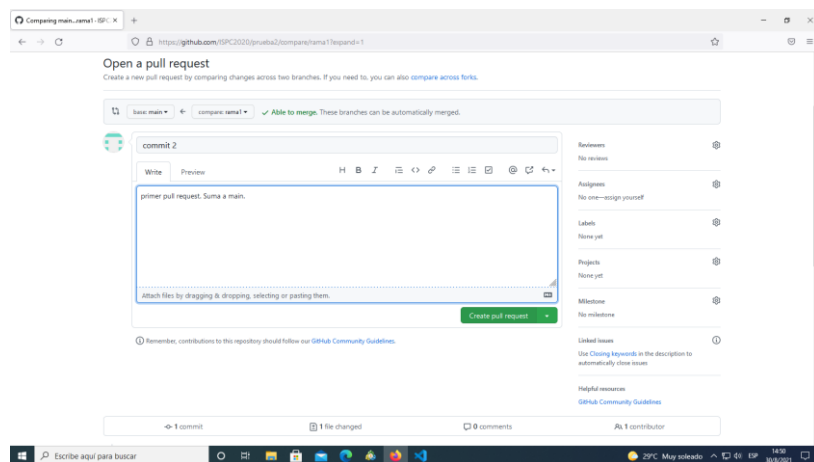 Comparing main...rama1 · ISPC
https://github.com/ISPC2020/prueba2/compare/rama1?expand=1
Open a pull request
Create a new pull request by comparing changes across two branches. If you need to, you can also compare across forks.
base: main
compare: rama1
Able to merge. These branches can be automatically merged.
commit 2
Write Preview
H B I
primer pull request. Suma a main.
Attach files by dragging & dropping, selecting or pasting them.
Create pull request
Remember, contributions to this repository should follow our GitHub Community Guidelines.
Reviewers
No reviews
Assignees
No one—assign yourself
Labels
None yet
Projects
None yet
Milestone
No milestone
Linked issues
Use Closing keywords in the description to
automatically close issues
Helpful resources
GitHub Community Guidelines
1 commit
1 file changed
0 comments
1 contributor
Escribe aquí para buscar
29°C Muy soleado
ESP
14:50
30/8/2021